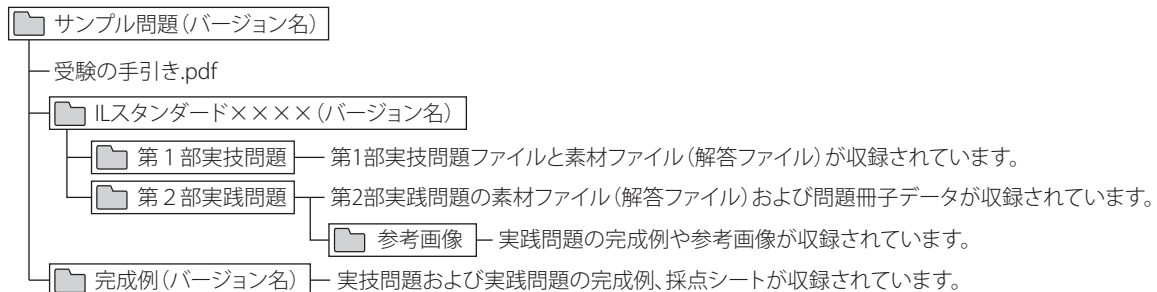 サンプル問題（バージョン名）
受験の手引き.pdf
ILスタンダード××××（バージョン名）
第１部実技問題 第1部実技問題ファイルと素材ファイル（解答ファイル）が収録されています。
第２部実践問題 第2部実践問題の素材ファイル（解答ファイル）および問題冊子データが収録されています。
参考画像 実践問題の完成例や参考画像が収録されています。
完成例（バージョン名） 実技問題および実践問題の完成例、採点シートが収録されています。